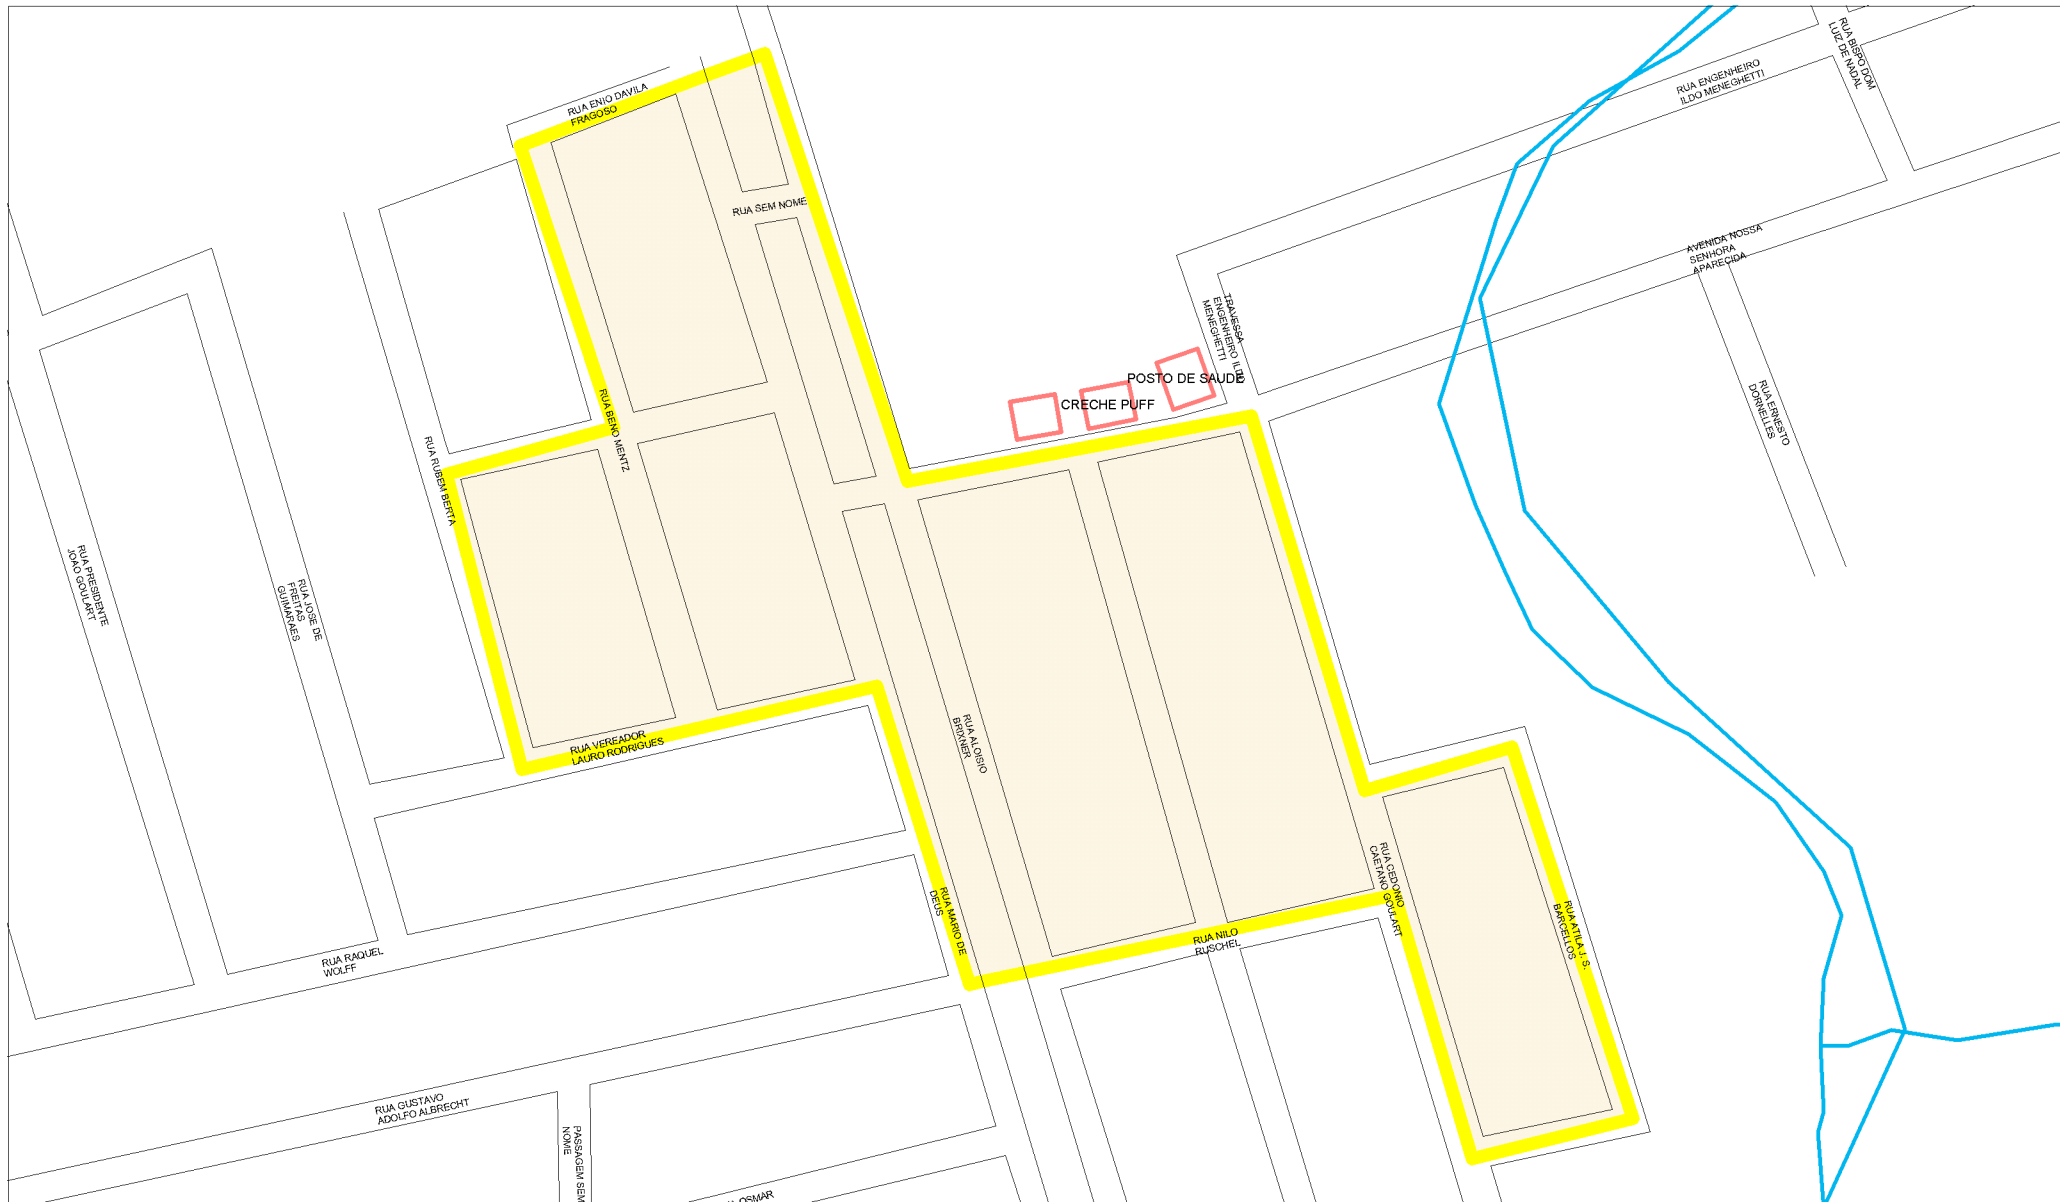 RUA ENIO DAVILA
FRAGOSO
RUA BISPO DOM
LUIZ DE NADAL
RUA ENGENHEIRO
ILDO MENEGHETTI
RUA SEM NOME
AVENIDA NOSSA
SENHORA
APARECIDA
TRAVESSA
ENGENHEIRO ILDO
MENEGHETTI
POSTO DE SAUDE
CRECHE PUFF
RUA ERNESTO
DORNELLES
RUA BENO MENTZ
RUA RUBEM BERTA
RUA PRESIDENTE
JOAO GOULART
RUA JOSE DE
FREITAS
GUIMARAES
RUA VEREADOR
LAURO RODRIGUES
RUA ALOISIO
BRIXNER
RUA CEDONIO
CAETANO GOULART
RUA MARIO DE
DEUS
RUA ATILA J. S.
BARCELLOS
RUA NILO
RUSCHEL
RUA RAQUEL
WOLFF
RUA GUSTAVO
ADOLFO ALBRECHT
PASSAGEM SEM
NOME
OSMAR